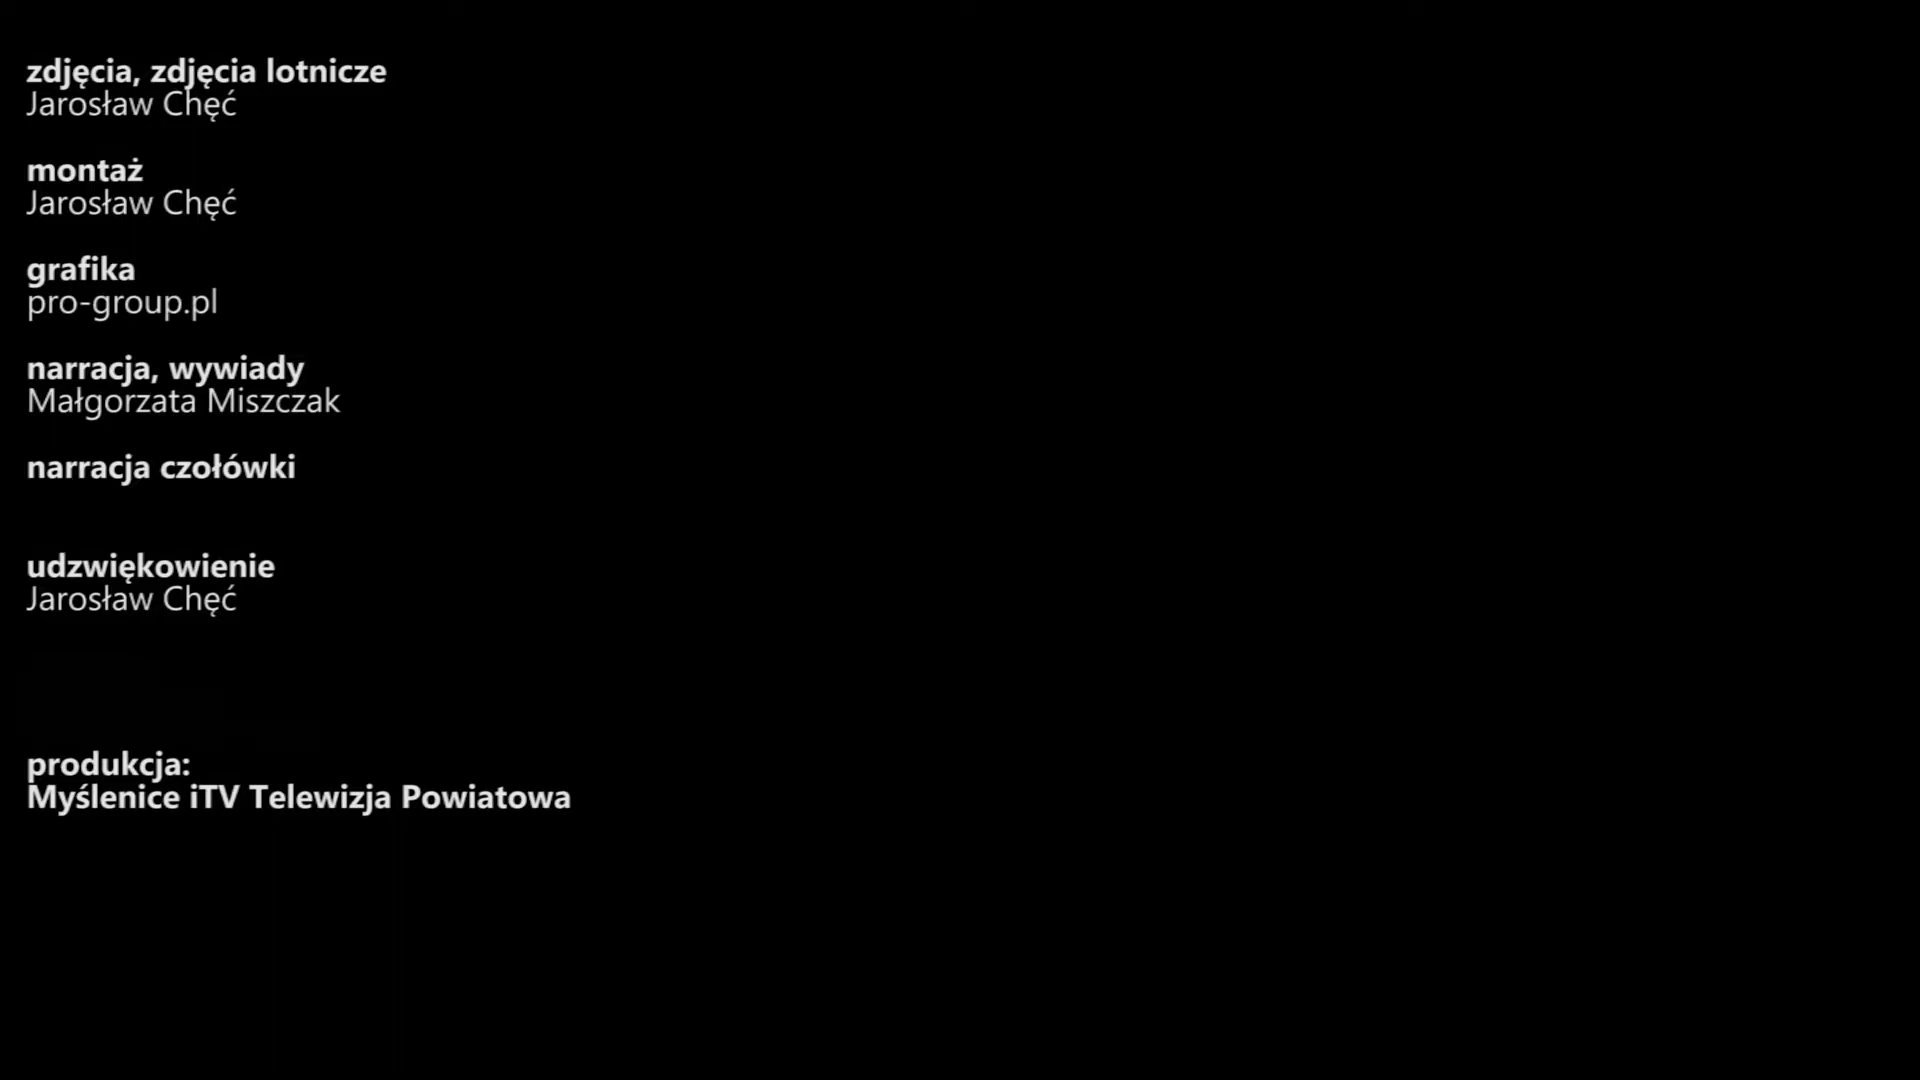 zdjęcia, zdjęcia lotnicze
Jarosław Chęć
montaż
Jarosław Chęć
grafika
pro-group.pl
narracja, wywiady
Małgorzata Miszczak
narracja czołówki
udzwiękowienie
Jarosław Chęć
produkcja:
Myślenice iTV Telewizja Powiatowa